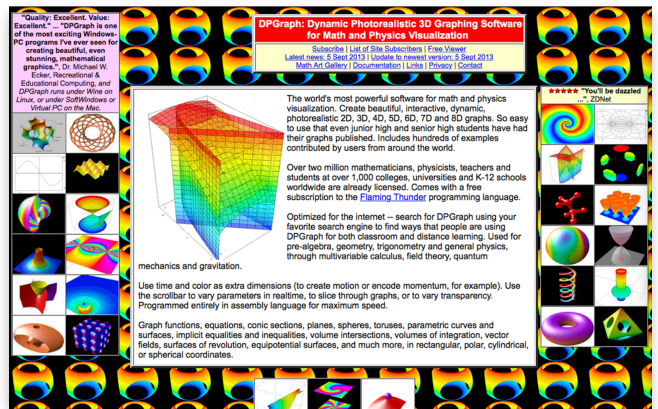 "Quality: Excellent. Value:
Excellent." ... "DPGraph is one
of the most exciting Windows-
PC programs I've ever seen for
creating beautiful, even
stunning, mathematical
graphics.", Dr. Michael W.
Ecker, Recreational &
Educational Computing, and
DPGraph runs under Wine on
Linux, or under SoftWindows or
Virtual PC on the Mac.
DPGraph: Dynamic Photorealistic 3D Graphing Software
for Math and Physics Visualization
Subscribe | List of Site Subscribers | Free Viewer
Latest news: 5 Sept 2013 | Update to newest version: 5 Sept 2013
Math Art Gallery | Documentation | Links | Privacy | Contact
The world's most powerful software for math and physics
visualization. Create beautiful, interactive, dynamic,
photorealistic 2D, 3D, 4D, 5D, 6D, 7D and 8D graphs. So easy
to use that even junior high and senior high students have had
their graphs published. Includes hundreds of examples
contributed by users from around the world.
Over two million mathematicians, physicists, teachers and
students at over 1,000 colleges, universities and K-12 schools
worldwide are already licensed. Comes with a free
subscription to the Flaming Thunder programming language.
Optimized for the internet -- search for DPGraph using your
favorite search engine to find ways that people are using
DPGraph for both classroom and distance learning. Used for
pre-algebra, geometry, trigonometry and general physics,
through multivariable calculus, field theory, quantum
mechanics and gravitation.
Use time and color as extra dimensions (to create motion or encode momentum, for example). Use
the scrollbar to vary parameters in realtime, to slice through graphs, or to vary transparency.
Programmed entirely in assembly language for maximum speed.
Graph functions, equations, conic sections, planes, spheres, toruses, parametric curves and
surfaces, implicit equalities and inequalities, volume intersections, volumes of integration, vector
fields, surfaces of revolution, equipotential surfaces, and much more, in rectangular, polar, cylindrical,
or spherical coordinates.
★★★★★ "You'll be dazzled
...", ZDNet